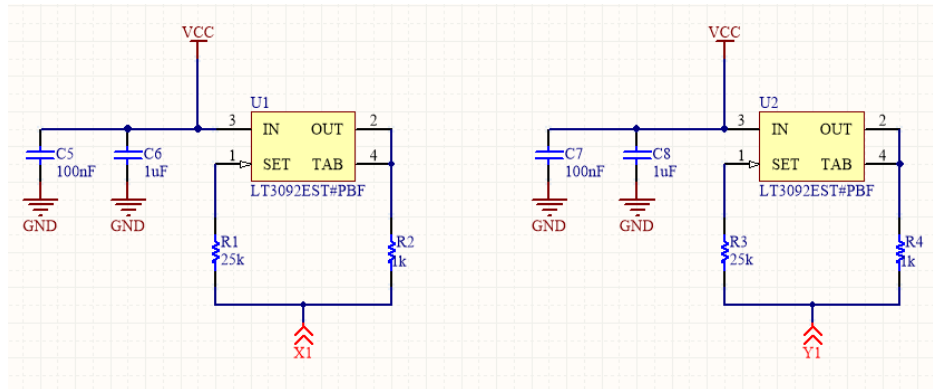 VCC
U1
3 IN OUT 2
1 SET TAB 4
LT3092EST#PBF
C5
100nF
C6
1uF
GND
GND
R1
25k
R2
1k
X1
VCC
U2
3 IN OUT 2
1 SET TAB 4
LT3092EST#PBF
C7
100nF
C8
1uF
GND
GND
R3
25k
R4
1k
Y1